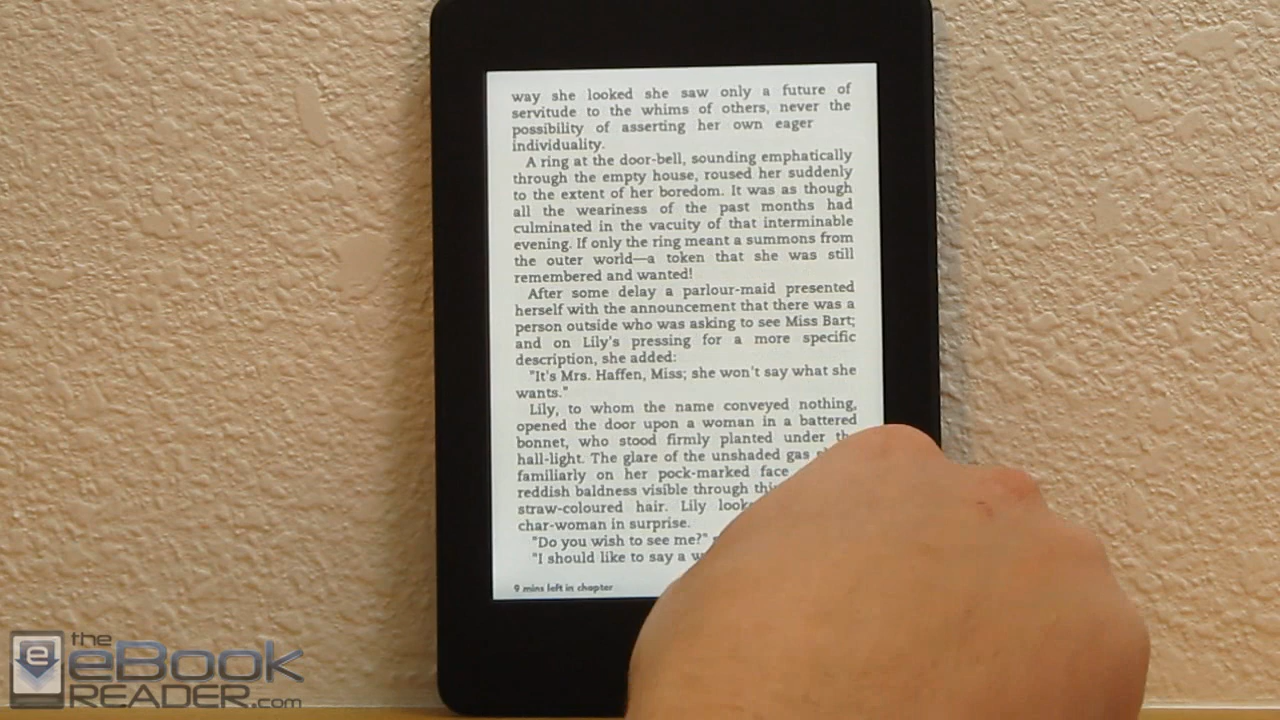 way she looked she saw only a future of
servitude to the whims of others, never the
possibility of asserting her own eager
individuality.
A ring at the door-bell, sounding emphatically
through the empty house, roused her suddenly
to the extent of her boredom. It was as though
all the weariness of the past months had
culminated in the vacuity of that interminable
evening. If only the ring meant a summons from
the outer world—a token that she was still
remembered and wanted!
After some delay a parlour-maid presented
herself with the announcement that there was a
person outside who was asking to see Miss Bart;
and on Lily's pressing for a more specific
description, she added:
"It's Mrs. Haffen, Miss; she won't say what she
wants."
Lily, to whom the name conveyed nothing,
opened the door upon a woman in a battered
bonnet, who stood firmly planted under
hall-light. The glare of the unshaded gas
familiarly on her pock-marked face
reddish baldness visible through
straw-coloured hair. Lily
char-woman in surprise.
"Do you wish to see me?"
"I should like to say a
9 mins left in chapter
the
eBook
READER.com